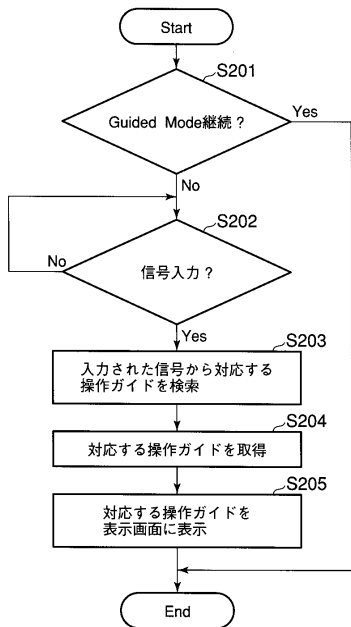 Start
S201
Guided Mode継続?
Yes
No
S202
No
信号入力?
Yes
S203
入力された信号から対応する
操作ガイドを検索
S204
対応する操作ガイドを取得
S205
対応する操作ガイドを
表示画面に表示
End